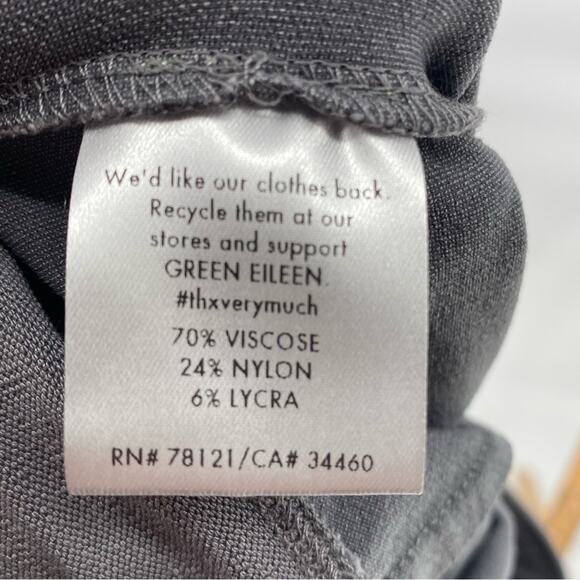 We'd like our clothes back.
Recycle them at our
stores and support
GREEN EILEEN.
#thxverymuch
70% VISCOSE
24% NYLON
6% LYCRA
RN# 78121/CA# 34460